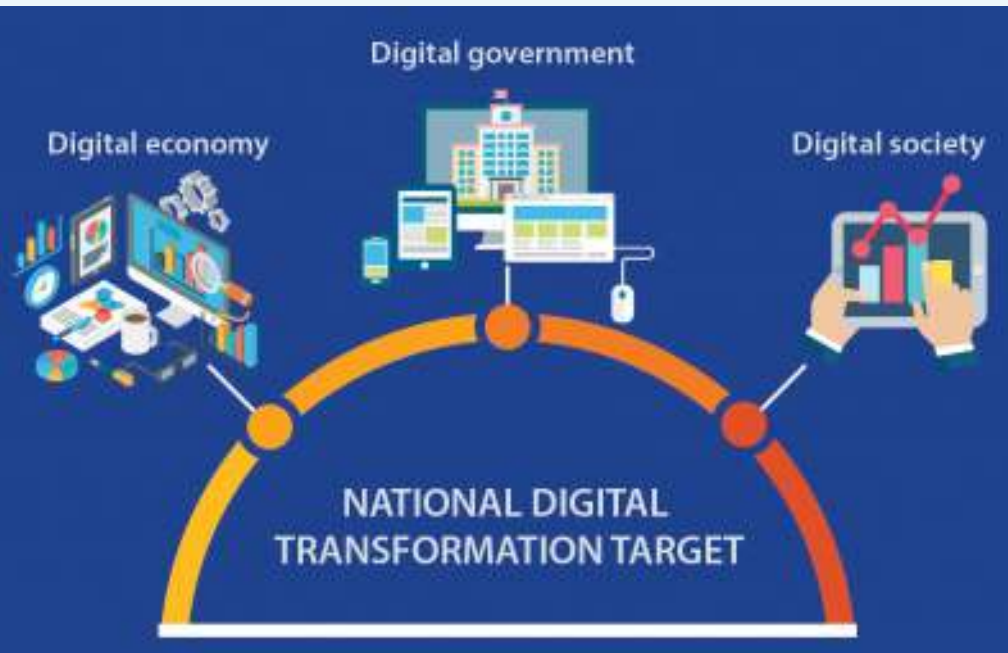 Digital government
Digital economy
Digital society
NATIONAL DIGITAL
TRANSFORMATION TARGET